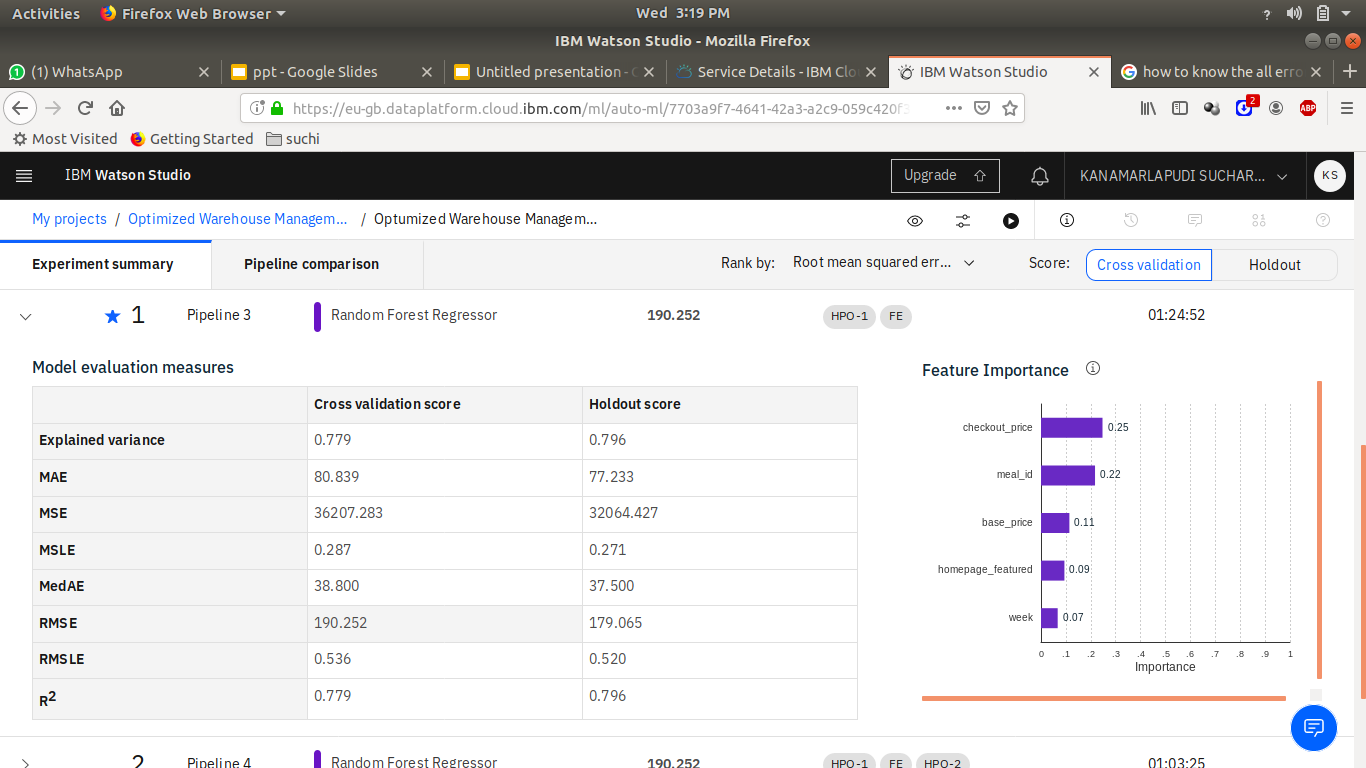 Activities Firefox Web Browser Wed 3:19 PM ?
IBM Watson Studio - Mozilla Firefox
(1) WhatsApp ppt - Google Slides Untitled presentation - G Service Details - IBM Clo IBM Watson Studio how to know the all erro
https://eu-gb.dataplatform.cloud.ibm.com/ml/auto-ml/7703a9f7-4641-42a3-a2c9-059c420f3 2 ABP
Most Visited Getting Started suchi
IBM Watson Studio Upgrade KANAMARLAPUDI SUCHAR... KS
My projects / Optimized Warehouse Managem... / Optumized Warehouse Managem...
Experiment summary Pipeline comparison Rank by: Root mean squared err... Score: Cross validation Holdout
1 Pipeline 3 Random Forest Regressor 190.252 HPO-1 FE 01:24:52
Model evaluation measures
Cross validation score Holdout score
Explained variance 0.779 0.796
MAE 80.839 77.233
MSE 36207.283 32064.427
MSLE 0.287 0.271
MedAE 38.800 37.500
RMSE 190.252 179.065
RMSLE 0.536 0.520
R2 0.779 0.796
Feature Importance
checkout_price 0.25
meal_id 0.22
base_price 0.11
homepage_featured 0.09
week 0.07
0 .1 .2 .3 .4 .5 .6 .7 .8 .9 1
Importance
2 Pipeline 4 Random Forest Regressor 190.252 HPO-1 FE HPO-2 01:03:25